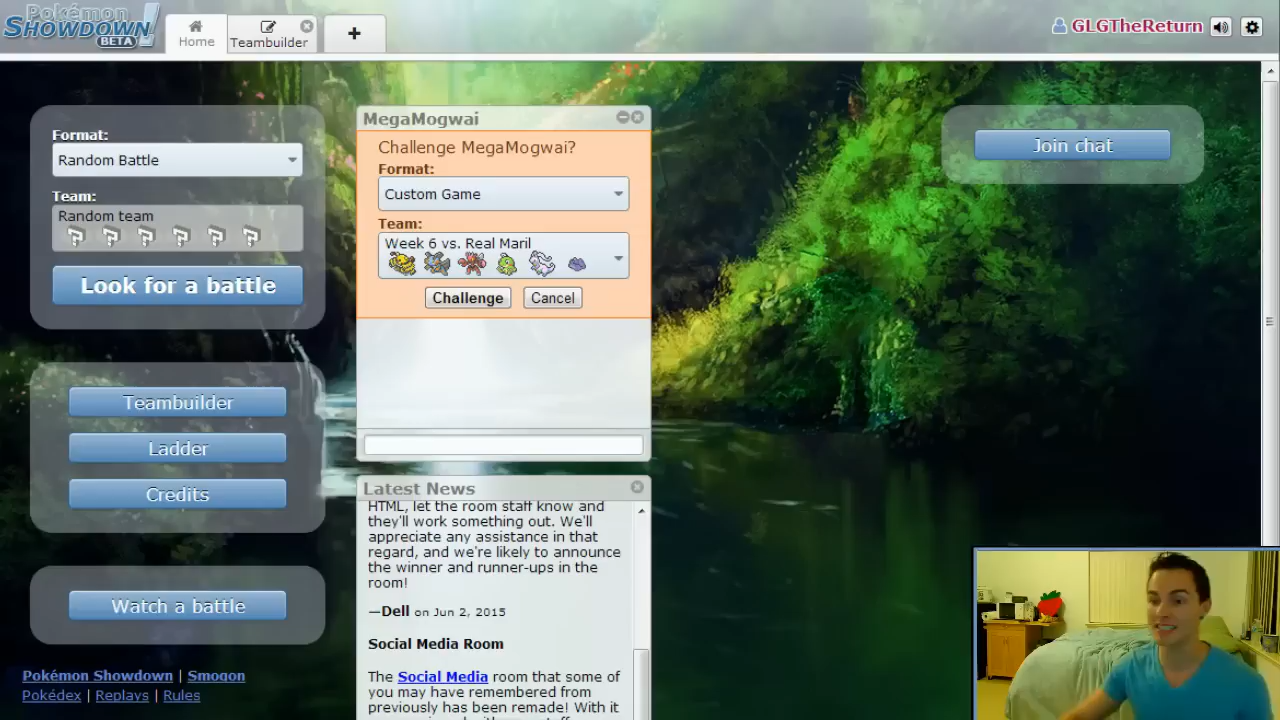 Pokémon
SHOWDOWN!
BETA
Home
Teambuilder
GLGTheReturn
Format:
Random Battle
Team:
Random team
Look for a battle
Teambuilder
Ladder
Credits
Watch a battle
Pokémon Showdown | Smogon
Pokédex | Replays | Rules
MegaMogwai
Challenge MegaMogwai?
Format:
Custom Game
Team:
Week 6 vs. Real Maril
Challenge Cancel
Latest News
HTML, let the room staff know and
they'll work something out. We'll
appreciate any assistance in that
regard, and we're likely to announce
the winner and runner-ups in the
room!
—Dell on Jun 2, 2015
Social Media Room
The Social Media room that some of
you may have remembered from
previously has been remade! With it
Join chat